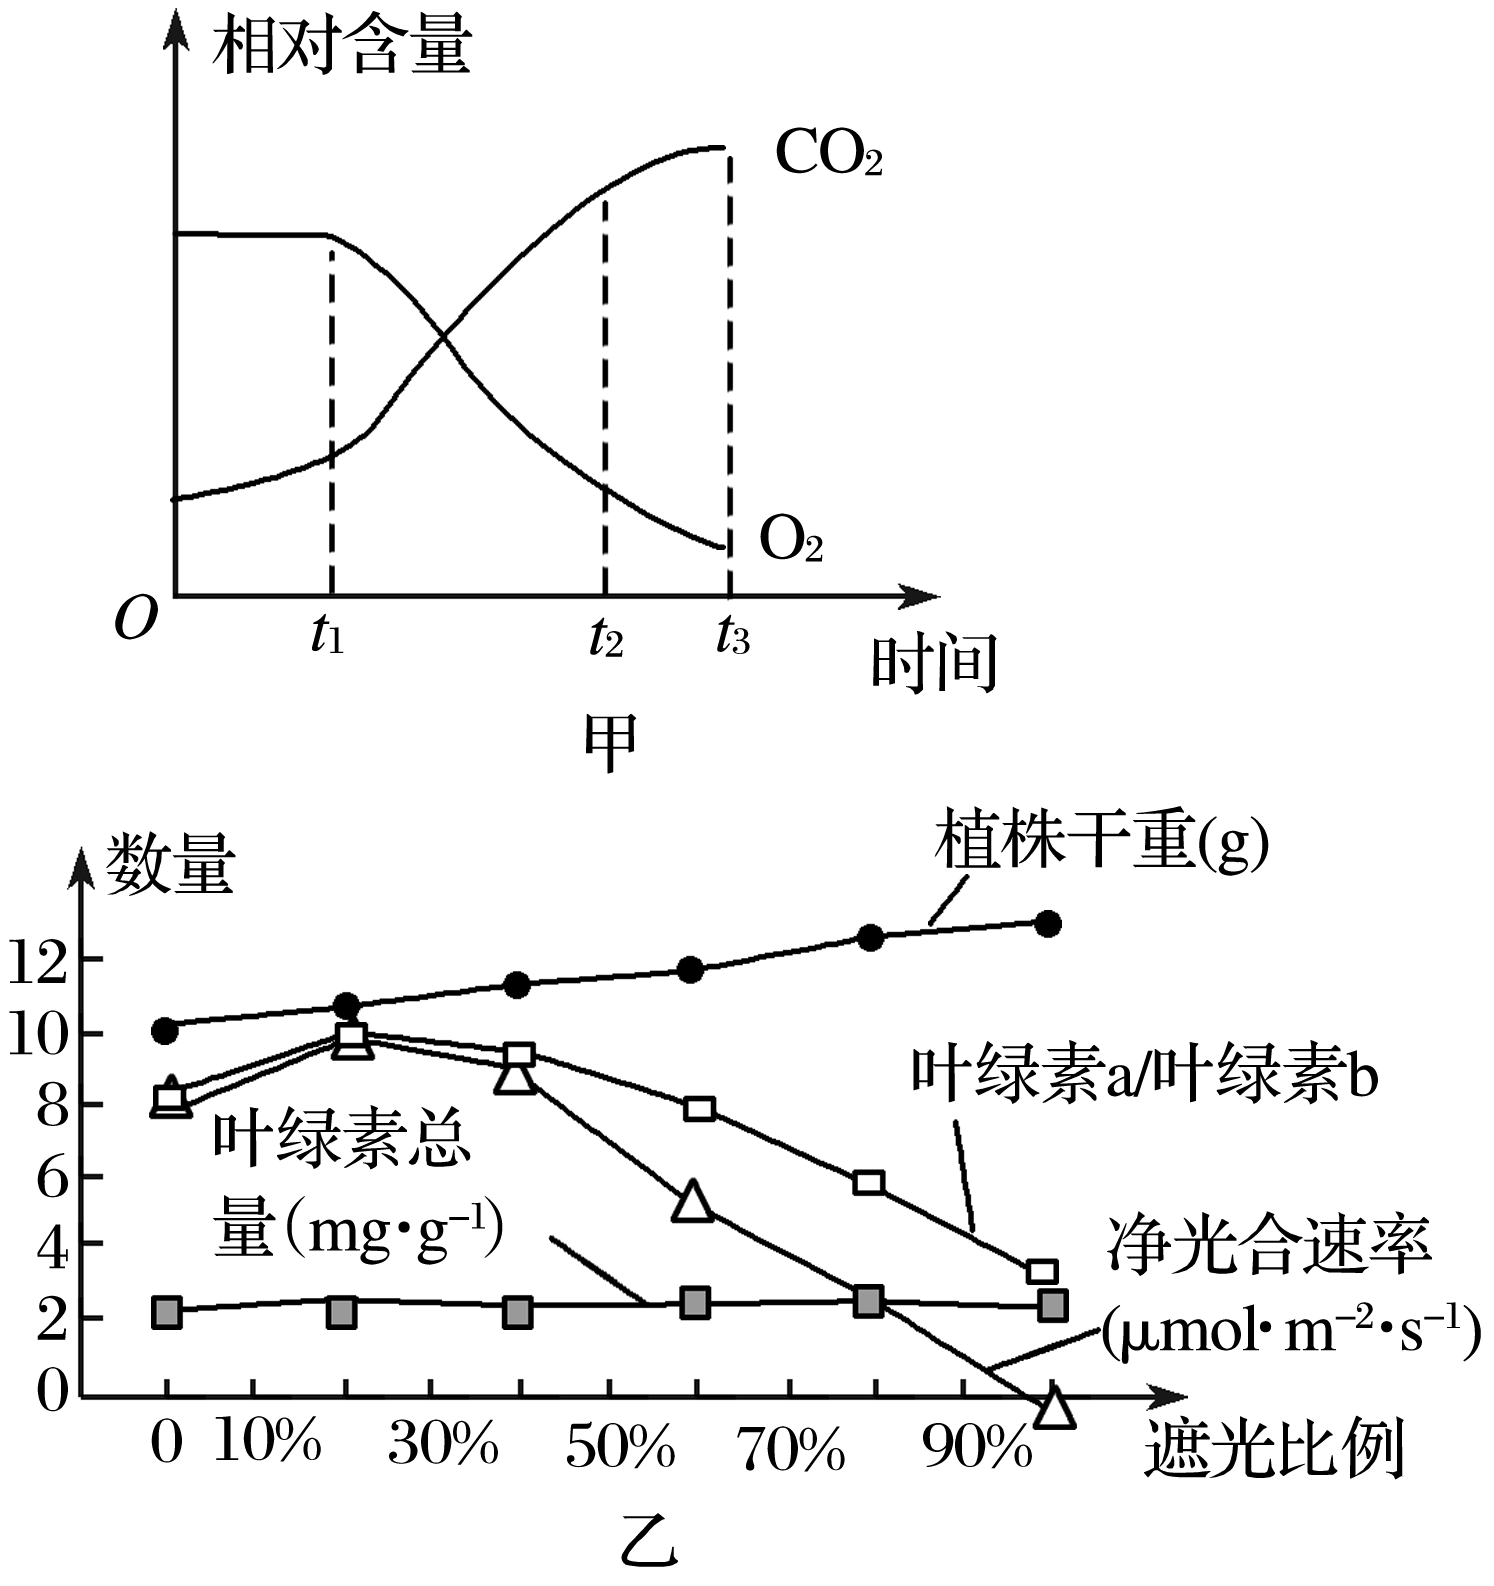 相对含量
CO₂
O₂
O
t₁
t₂
t₃
时间
甲
数量
植株干重(g)
12
10
8
6
4
2
0
叶绿素a/叶绿素b
叶绿素总
量(mg·g⁻¹)
净光合速率
(μmol·m⁻²·s⁻¹)
0 10% 30% 50% 70% 90%
遮光比例
乙